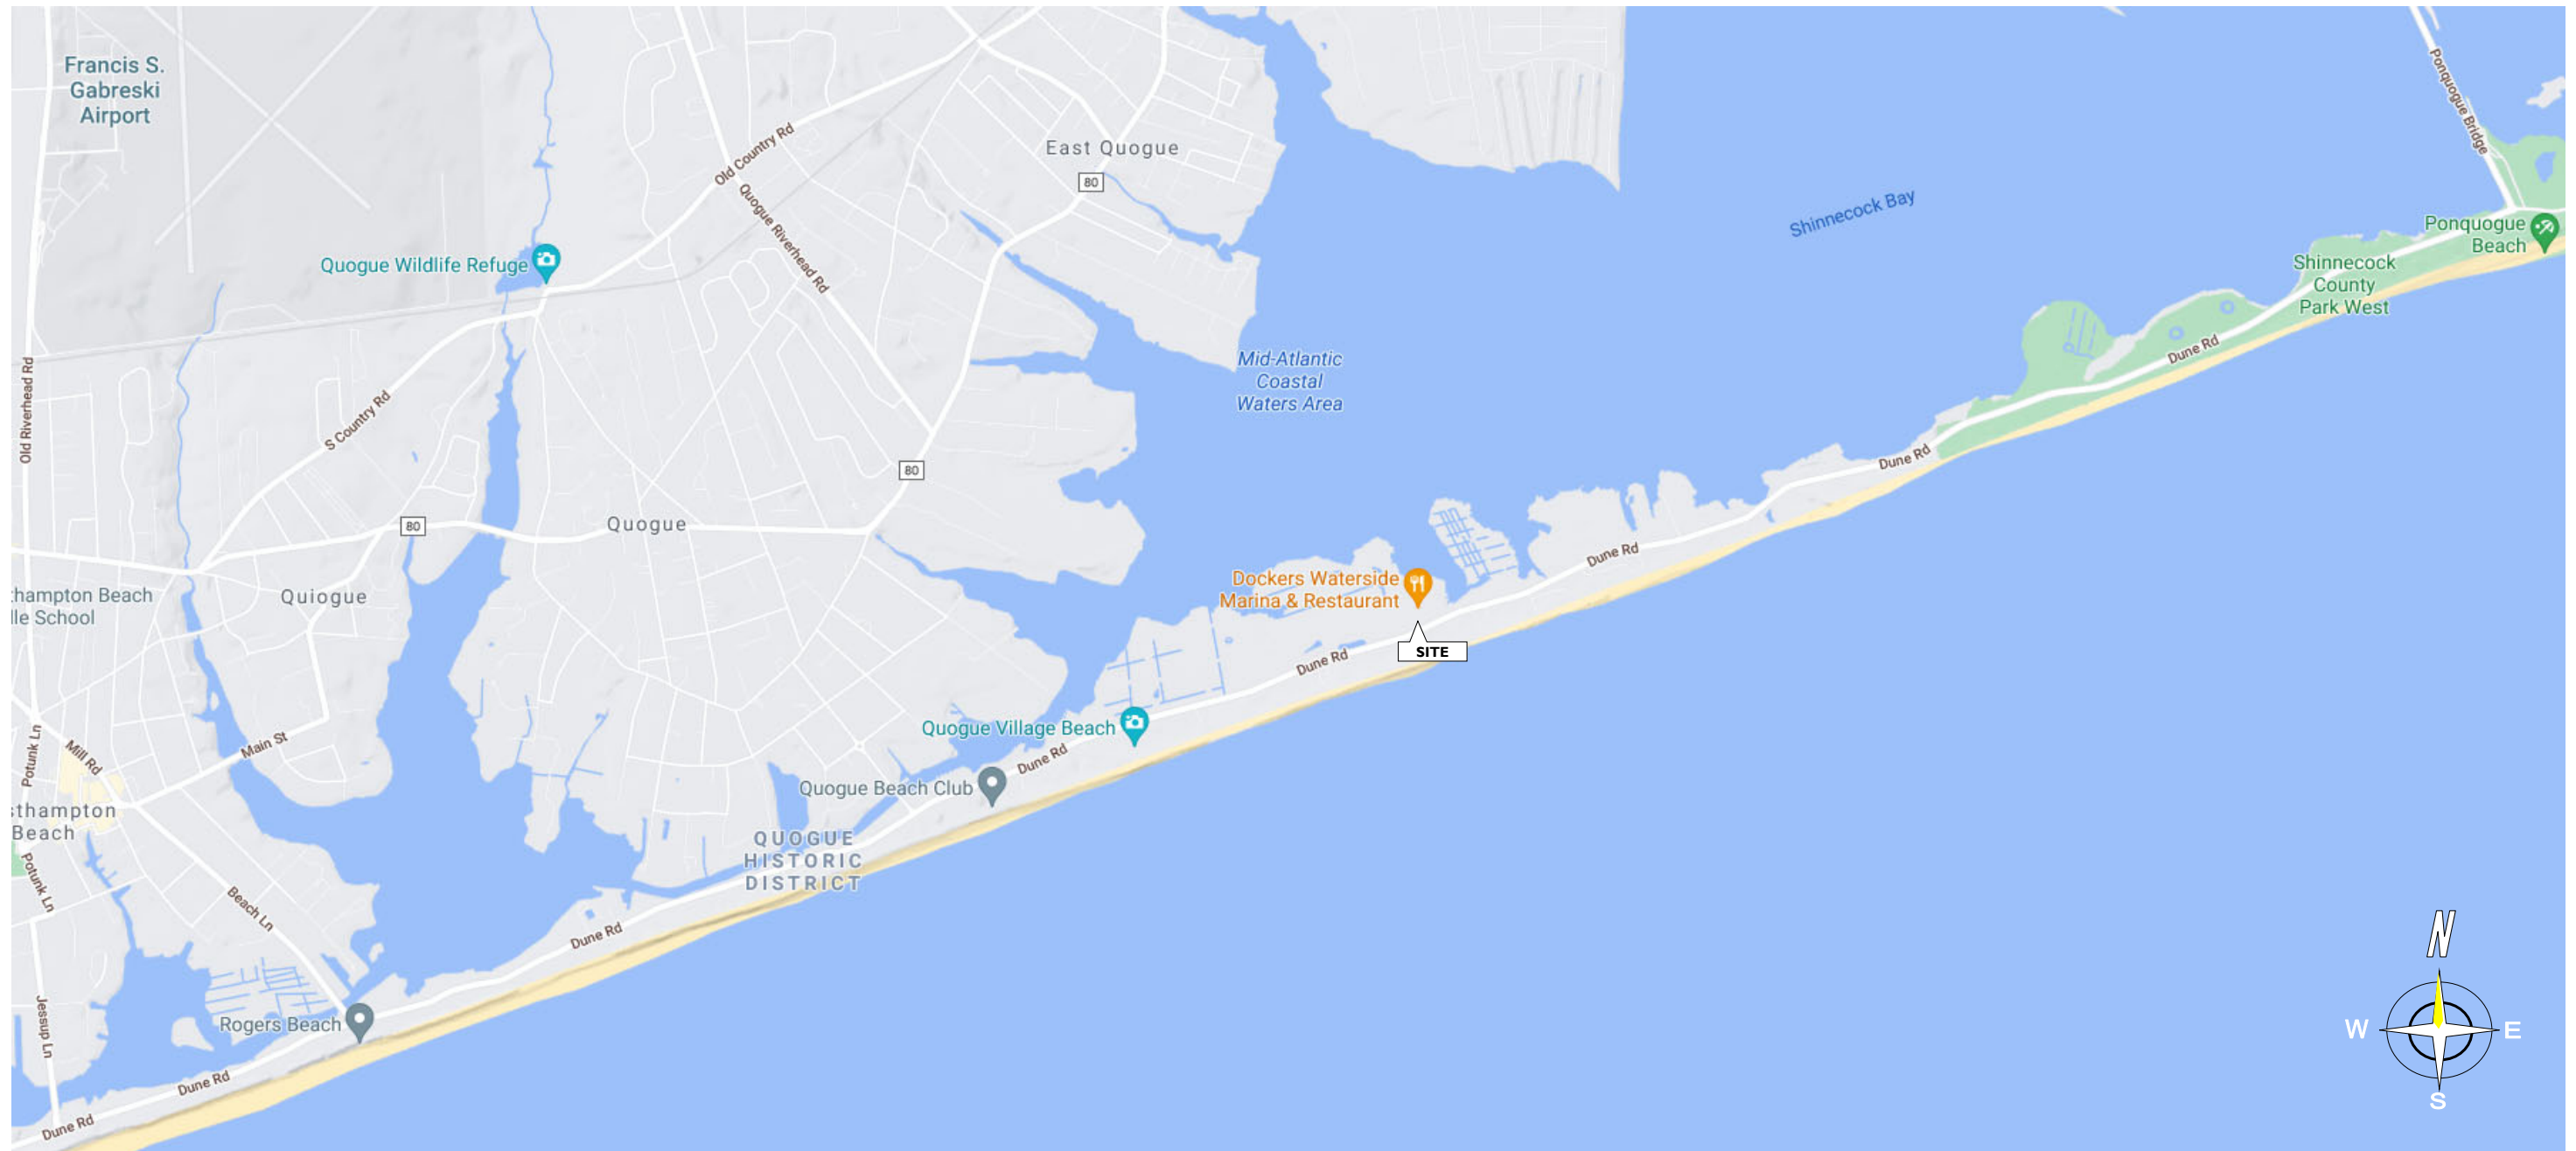 Francis S.
Gabreski
Airport
Ponquogue Bridge
Old Country Rd
East Quogue
80
Quogue Riverhead Rd
Shinnecock Bay
Ponquogue
Beach
Quogue Wildlife Refuge
Shinnecock
County
Park West
Dune Rd
Mid-Atlantic
Coastal
Waters Area
Old Riverhead Rd
S Country Rd
Dune Rd
80
80
Quogue
Dune Rd
Dockers Waterside
Marina & Restaurant
Quiogue
thampton Beach
lle School
SITE
Dune Rd
Quogue Village Beach
Dune Rd
Main St
Mill Rd
Potunk Ln
Quogue Beach Club
sthampton
Beach
QUOGUE
HISTORIC
DISTRICT
Potunk Ln
Beach Ln
Dune Rd
N
Rogers Beach
Jessup Ln
W
E
S
Dune Rd
Dune Rd